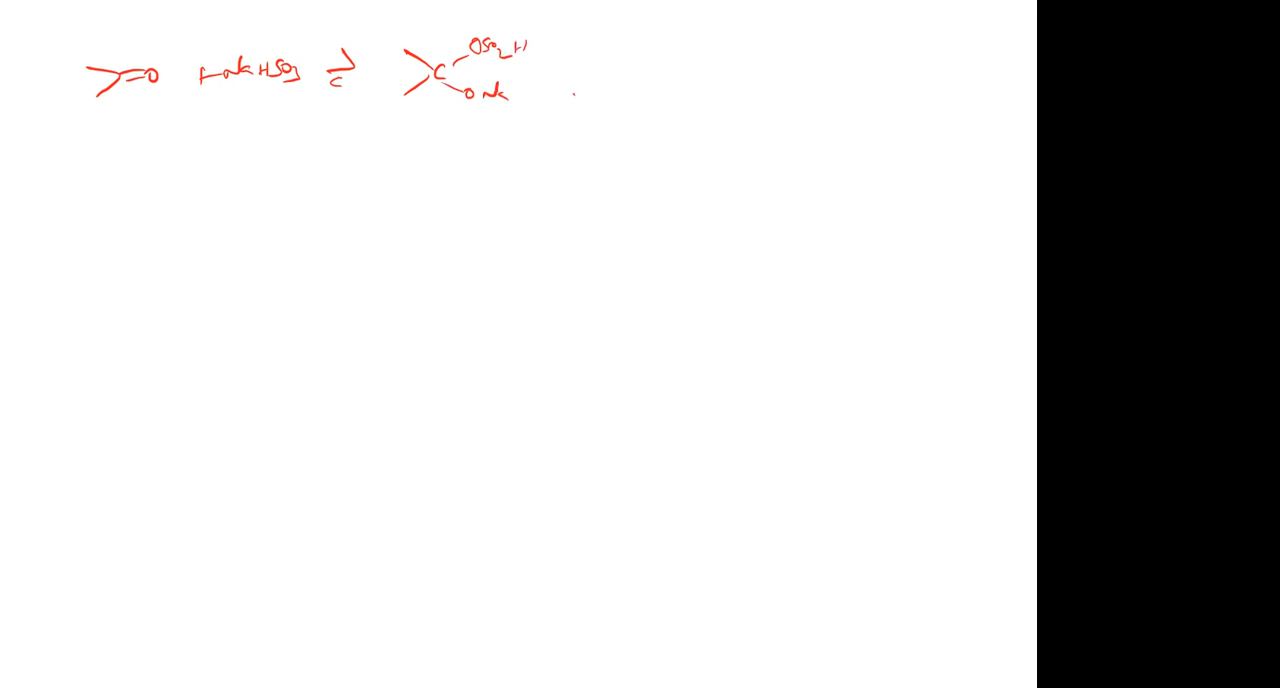 =O + NaHSO3 ⇌ C OSO2H
ONa